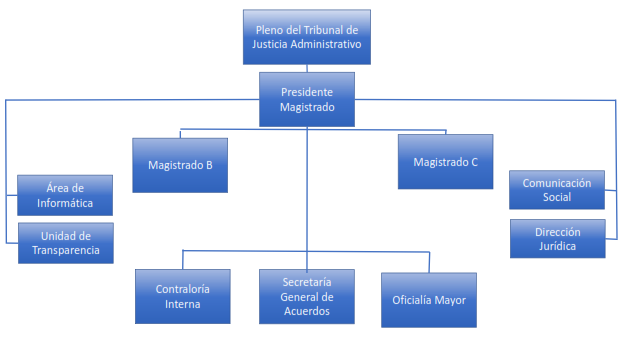 Pleno del Tribunal de
Justicia Administrativo
Presidente
Magistrado
Magistrado B
Magistrado C
Área de
Informática
Comunicación
Social
Unidad de
Transparencia
Dirección
Jurídica
Contraloría
Interna
Secretaría
General de
Acuerdos
Oficialía Mayor